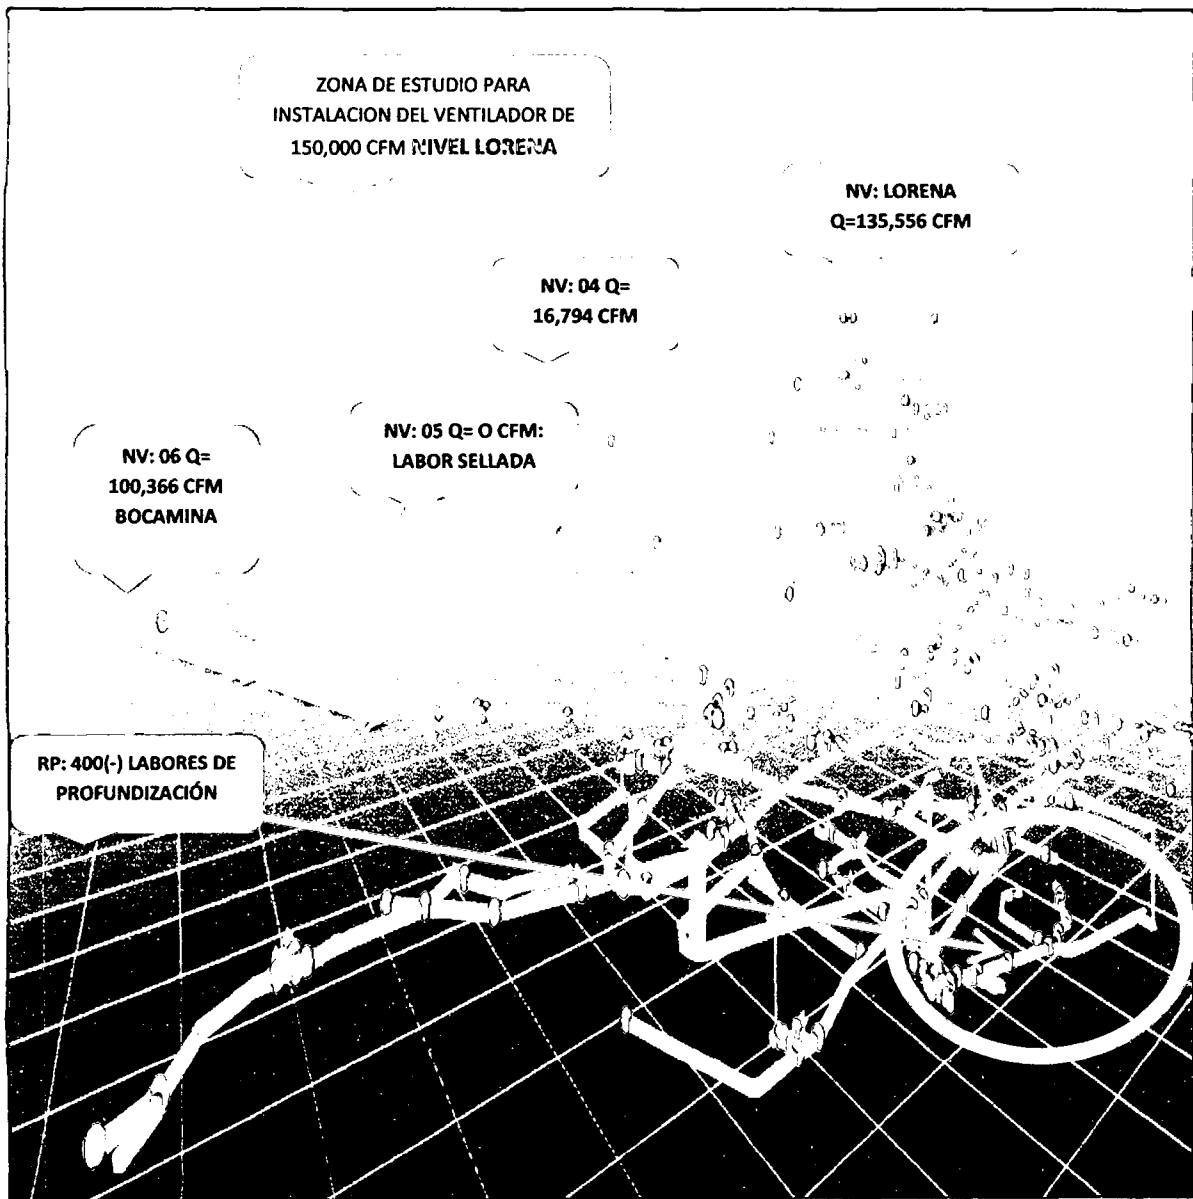 ZONA DE ESTUDIO PARA
INSTALACION DEL VENTILADOR DE
150,000 CFM NIVEL LORENA
NV: LORENA
Q=135,556 CFM
NV: 04 Q=
16,794 CFM
NV: 05 Q= O CFM:
LABOR SELLADA
NV: 06 Q=
100,366 CFM
BOCAMINA
RP: 400(-) LABORES DE
PROFUNDIZACIÓN